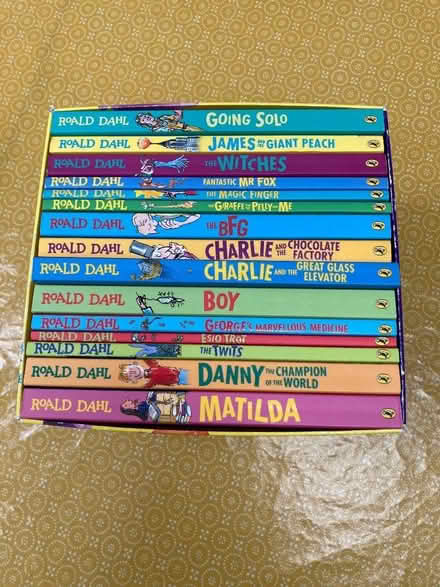 ROALD DAHL GOING SOLO
ROALD DAHL JAMES AND THE GIANT PEACH
ROALD DAHL THE WITCHES
ROALD DAHL FANTASTIC MR FOX
ROALD DAHL THE MAGIC FINGER
ROALD DAHL THE GIRAFFE AND THE PELLY AND ME
ROALD DAHL THE BFG
ROALD DAHL CHARLIE AND THE CHOCOLATE FACTORY
ROALD DAHL CHARLIE AND THE GREAT GLASS ELEVATOR
ROALD DAHL BOY
ROALD DAHL GEORGE'S MARVELLOUS MEDICINE
ROALD DAHL ESIO TROT
ROALD DAHL THE TWITS
ROALD DAHL DANNY THE CHAMPION OF THE WORLD
ROALD DAHL MATILDA